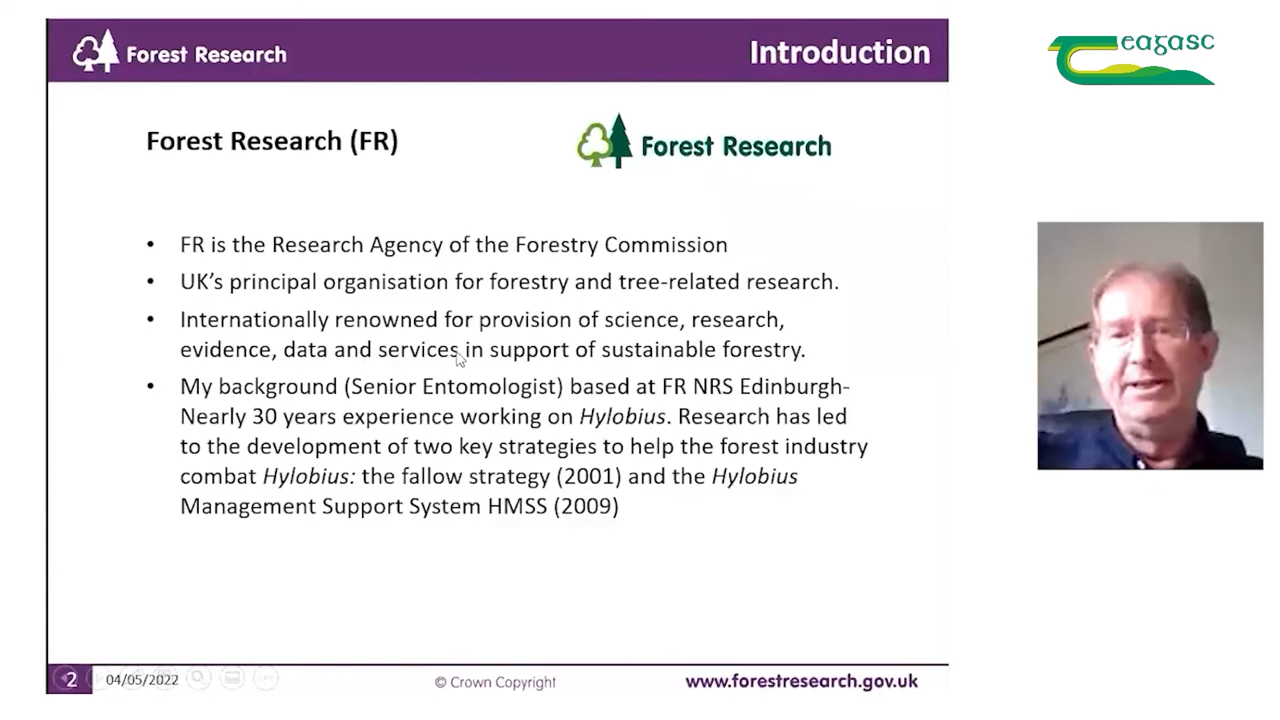 Forest Research
Introduction
eagasc
Forest Research (FR)
Forest Research
• FR is the Research Agency of the Forestry Commission
• UK's principal organisation for forestry and tree-related research.
• Internationally renowned for provision of science, research,
evidence, data and services in support of sustainable forestry.
• My background (Senior Entomologist) based at FR NRS Edinburgh-
Nearly 30 years experience working on Hylobius. Research has led
to the development of two key strategies to help the forest industry
combat Hylobius: the fallow strategy (2001) and the Hylobius
Management Support System HMSS (2009)
2
04/05/2022
© Crown Copyright
www.forestresearch.gov.uk